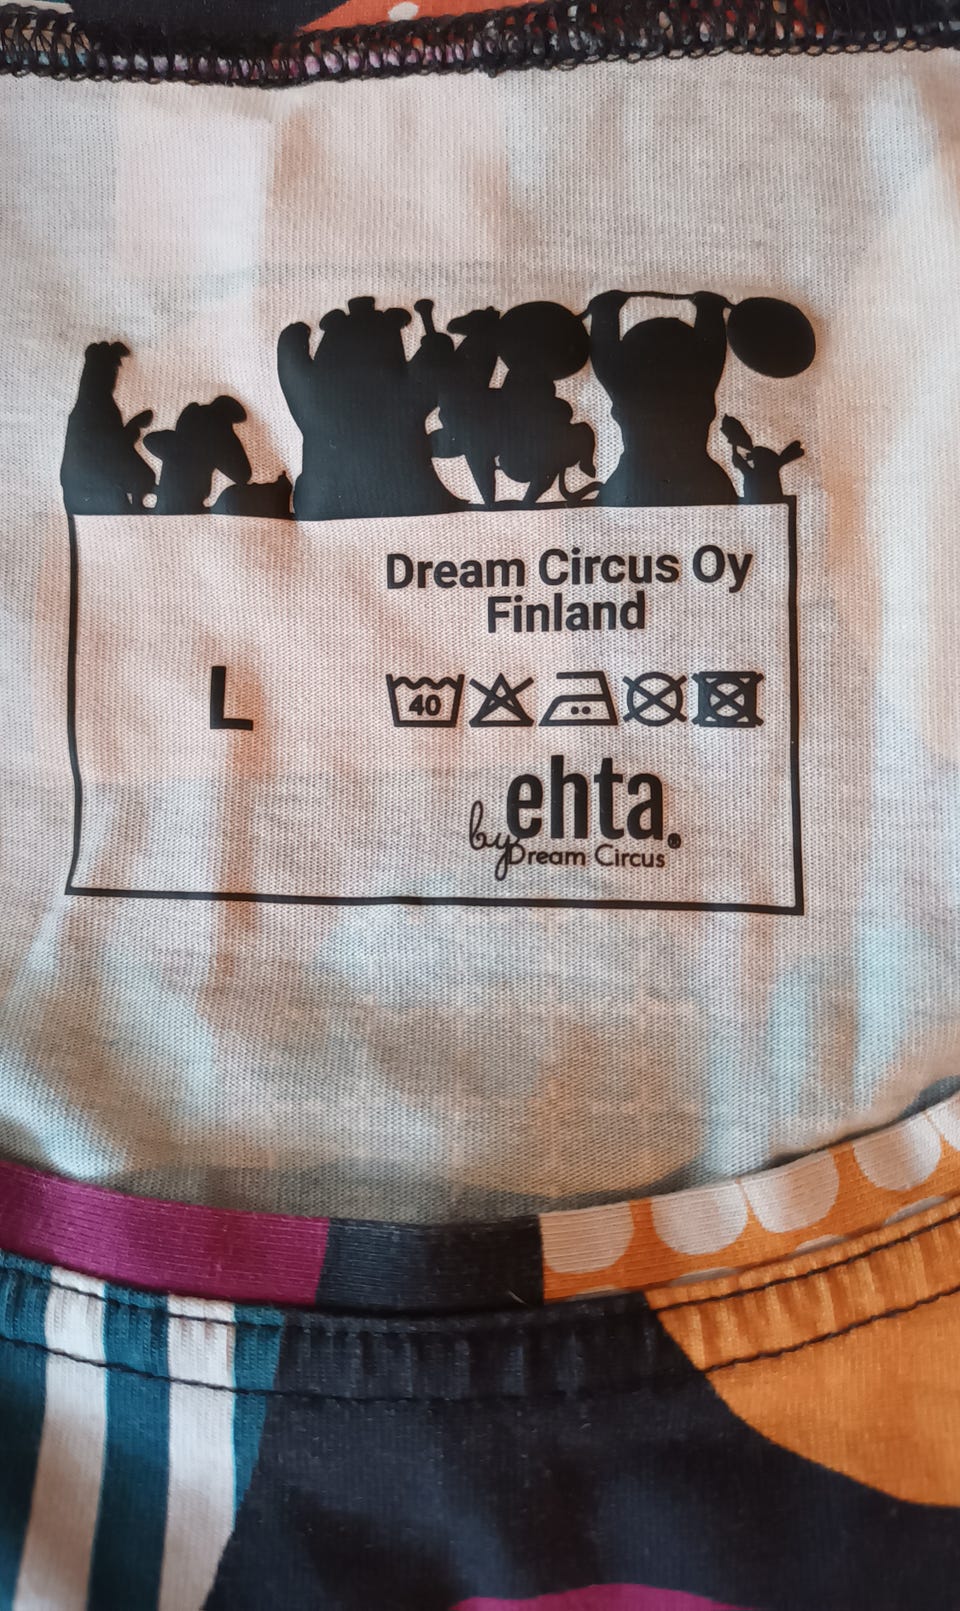 Dream Circus Oy
Finland
L
40
ehta®
by Dream Circus